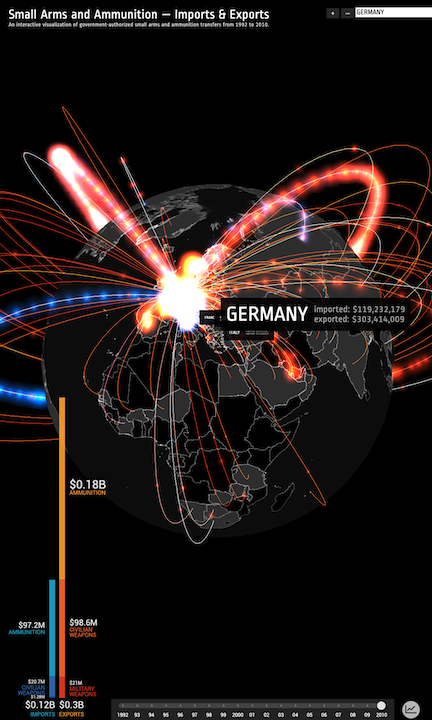 Small Arms and Ammunition — Imports & Exports
An interactive visualization of government-authorized small arms and ammunition transfers from 1992 to 2010.
+ − GERMANY
FRANC
GERMANY
imported: $119,232,179
exported: $303,414,009
ITALY
$0.18B
AMMUNITION
$97.2M
AMMUNITION
$98.6M
CIVILIAN
WEAPONS
$20.7M
CIVILIAN
WEAPONS
$1.28M
$21M
MILITARY
WEAPONS
$0.12B $0.3B
IMPORTS EXPORTS
1992 93 94 95 96 97 98 99 2000 01 02 03 04 05 06 07 08 09 2010